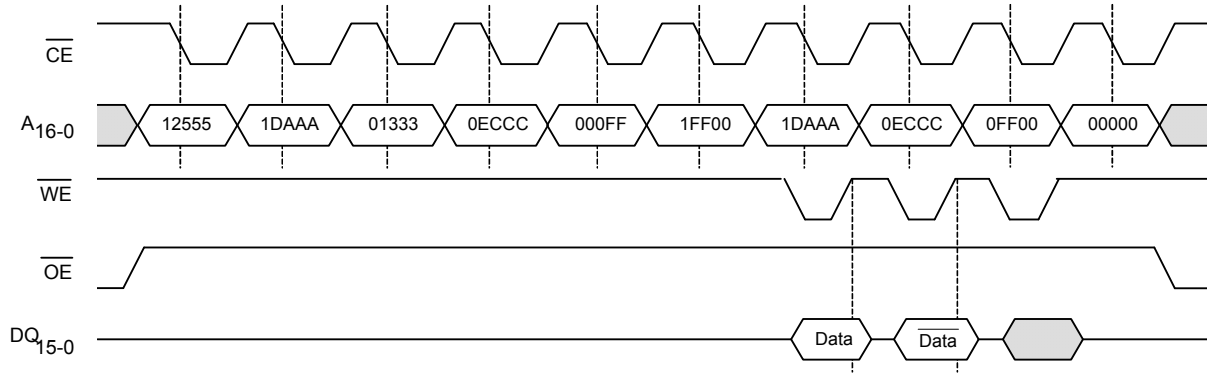 CE
A16-0 12555 1DAAA 01333 0ECCC 000FF 1FF00 1DAAA 0ECCC 0FF00 00000
WE
OE
DQ15-0 Data Data